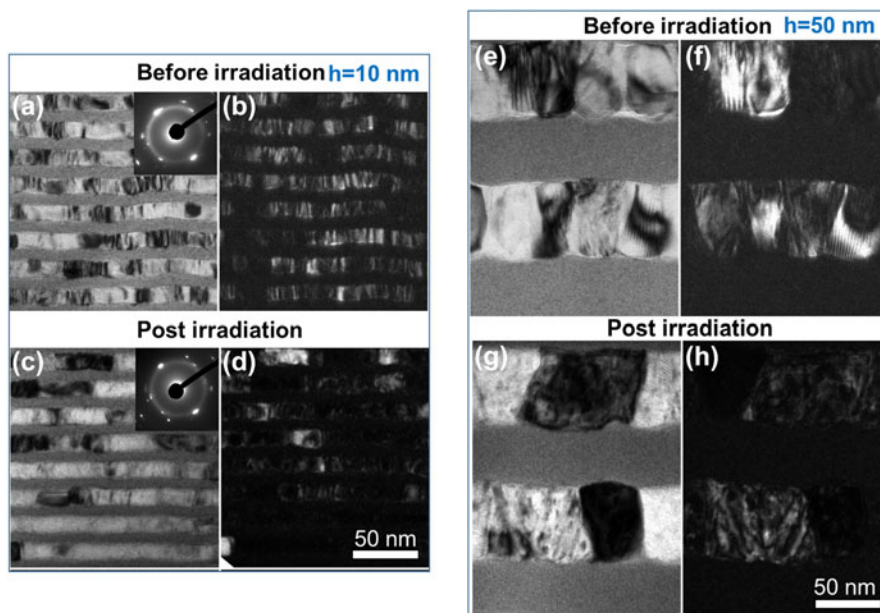 Before irradiation h=10 nm
(a)
(b)
Post irradiation
(c)
(d)
50 nm
Before irradiation h=50 nm
(e)
(f)
Post irradiation
(g)
(h)
50 nm